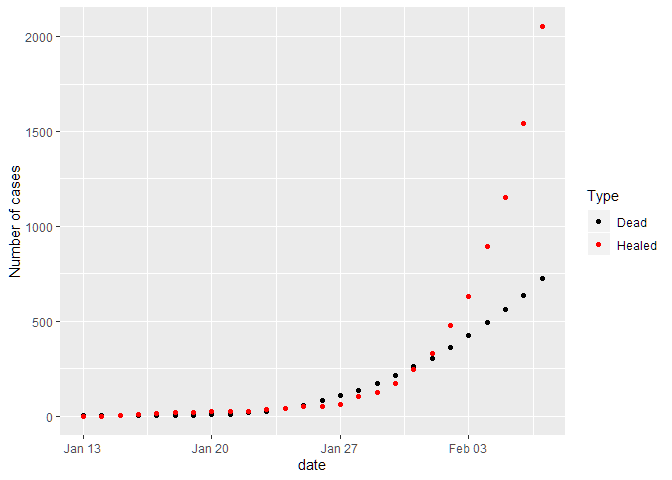 2000
1500
1000
500
0
Number of cases
Jan 13 Jan 20 Jan 27 Feb 03
date
Type
Dead
Healed